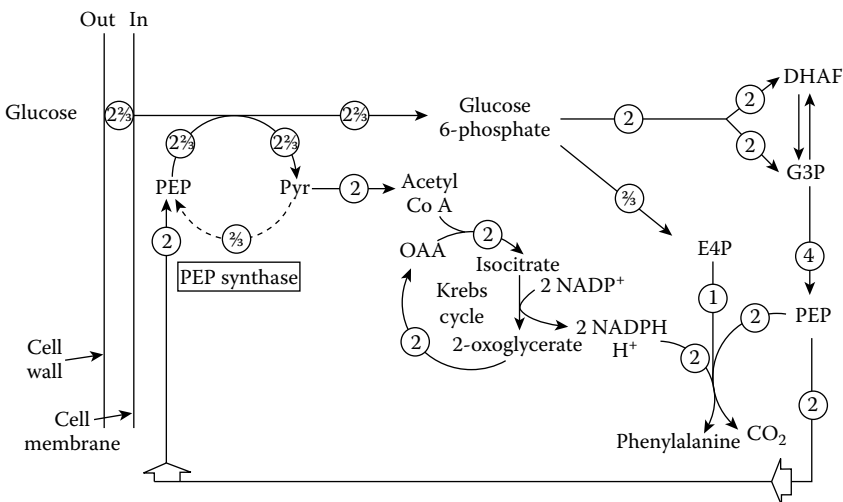 Out In
DHAF
Glucose
2⅔
2⅔
Glucose
6-phosphate
2
2
2
2⅔
2⅔
G3P
PEP
Pyr
2
Acetyl
Co A
⅔
⅔
2
OAA
2
E4P
4
Isocitrate
PEP synthase
2 NADP⁺
Krebs
cycle
1
2
PEP
2
2-oxoglycerate
2 NADPH
H⁺
2
Cell
wall
2
Cell
membrane
Phenylalanine
CO₂